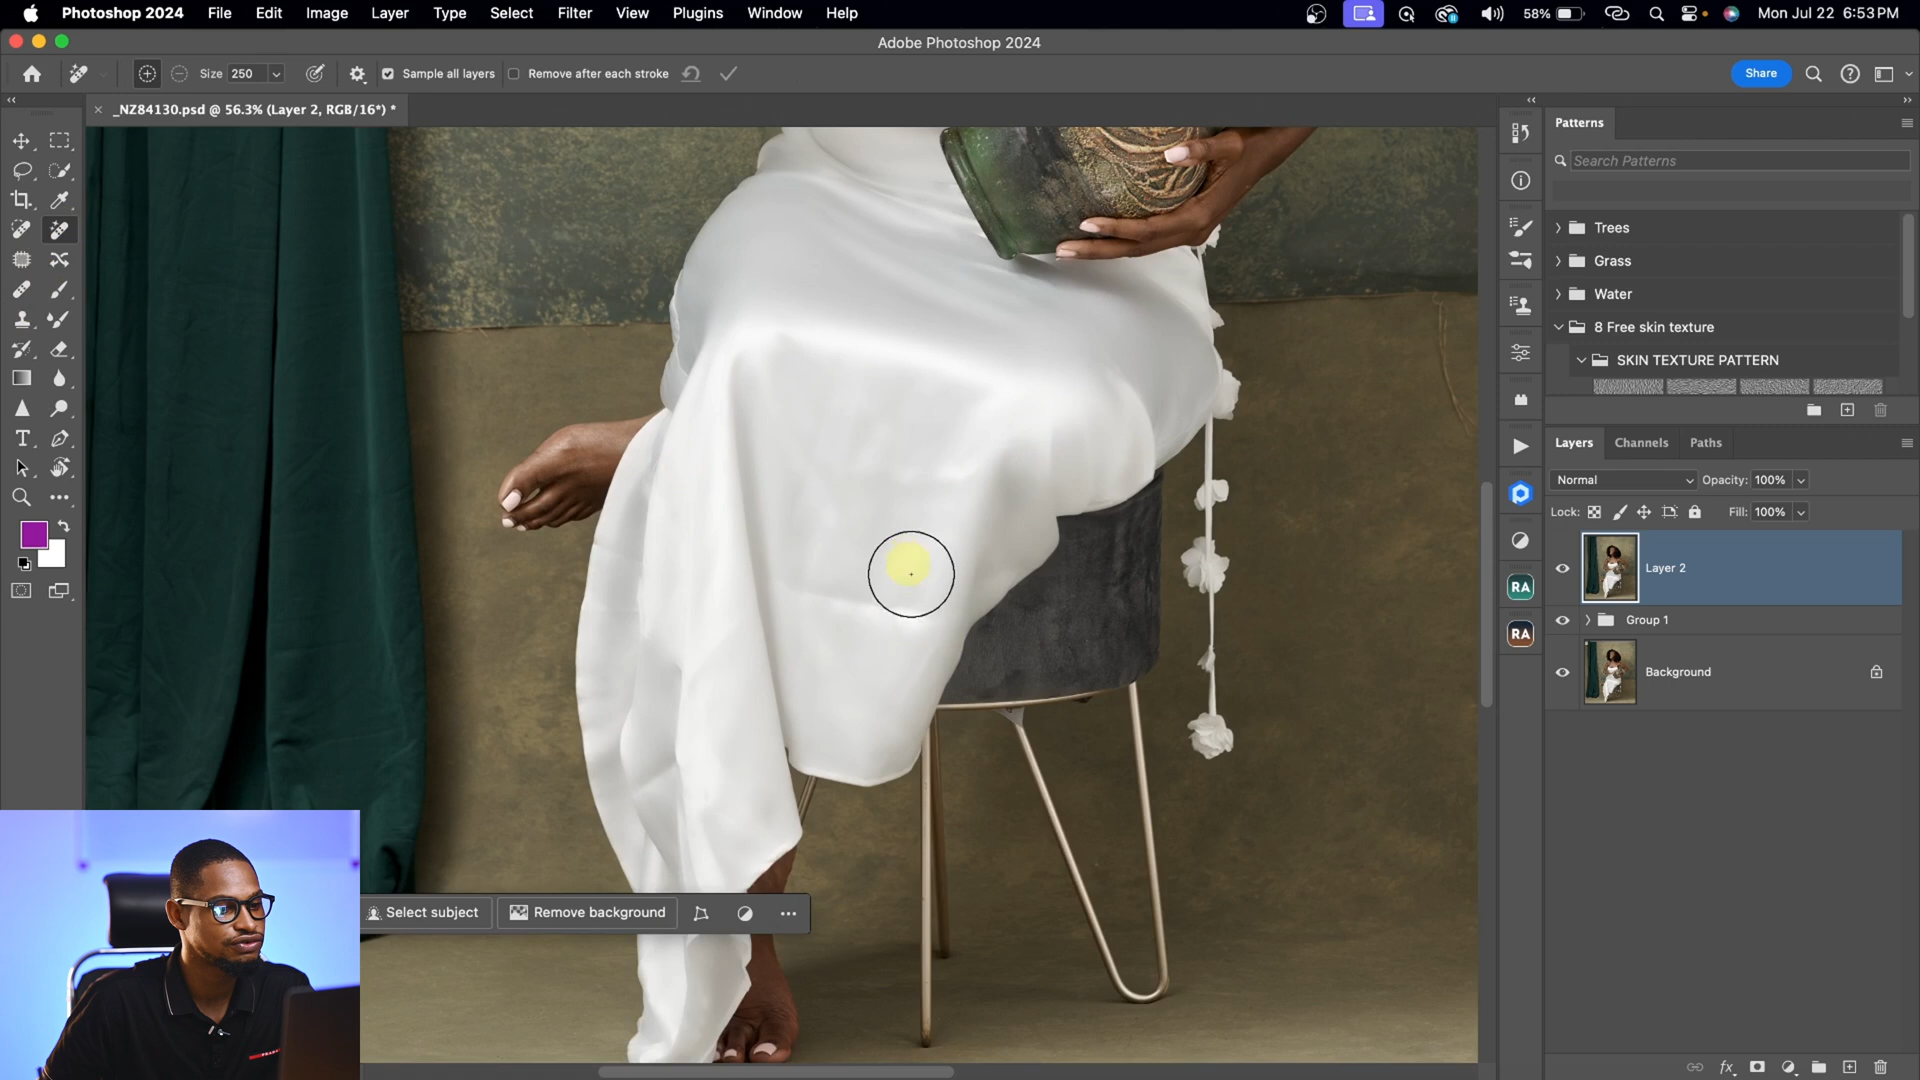 Photoshop 2024 File Edit Image Layer Type Select Filter View Plugins Window Help 58% Mon Jul 22 6:53 PM
Adobe Photoshop 2024
Size 250 Sample all layers Remove after each stroke Share
_NZ84130.psd @ 56.3% (Layer 2, RGB/16*) *
Patterns
Search Patterns
Trees
Grass
Water
8 Free skin texture
SKIN TEXTURE PATTERN
Layers Channels Paths
Normal Opacity: 100%
Lock: Fill: 100%
Layer 2
RA
Group 1
RA
Background
Select subject Remove background